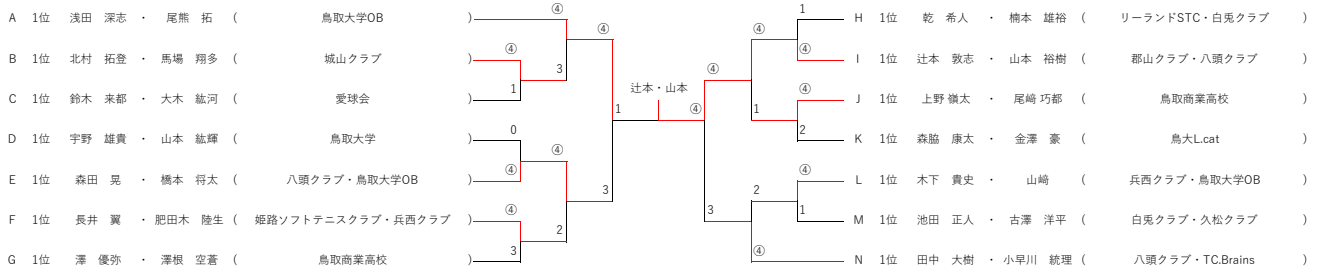 A 1位 浅田 深志 ・ 尾熊 拓 ( 鳥取大学OB )
B 1位 北村 拓登 ・ 馬場 翔多 ( 城山クラブ )
C 1位 鈴木 来都 ・ 大木 紘河 ( 愛球会 )
D 1位 宇野 雄貴 ・ 山本 紘輝 ( 鳥取大学 )
E 1位 森田 晃 ・ 橋本 将太 ( 八頭クラブ・鳥取大学OB )
F 1位 長井 翼 ・ 肥田木 陸生 ( 姫路ソフトテニスクラブ・兵西クラブ )
G 1位 澤 優弥 ・ 澤根 空蒼 ( 鳥取商業高校 )
④
④
④
3
1
1
0
④
④
3
④
2
3
辻本・山本
④
1
④
④
④
④
1
2
④
2
1
3
④
H 1位 乾 希人 ・ 楠本 雄裕 ( リーランドSTC・白兎クラブ )
I 1位 辻本 敦志 ・ 山本 裕樹 ( 郡山クラブ・八頭クラブ )
J 1位 上野 嶺太 ・ 尾﨑 巧都 ( 鳥取商業高校 )
K 1位 森脇 康太 ・ 金澤 豪 ( 鳥大L.cat )
L 1位 木下 貴史 ・ 山﨑 ( 兵西クラブ・鳥取大学OB )
M 1位 池田 正人 ・ 古澤 洋平 ( 白兎クラブ・久松クラブ )
N 1位 田中 大樹 ・ 小早川 統理 ( 八頭クラブ・TC.Brains )